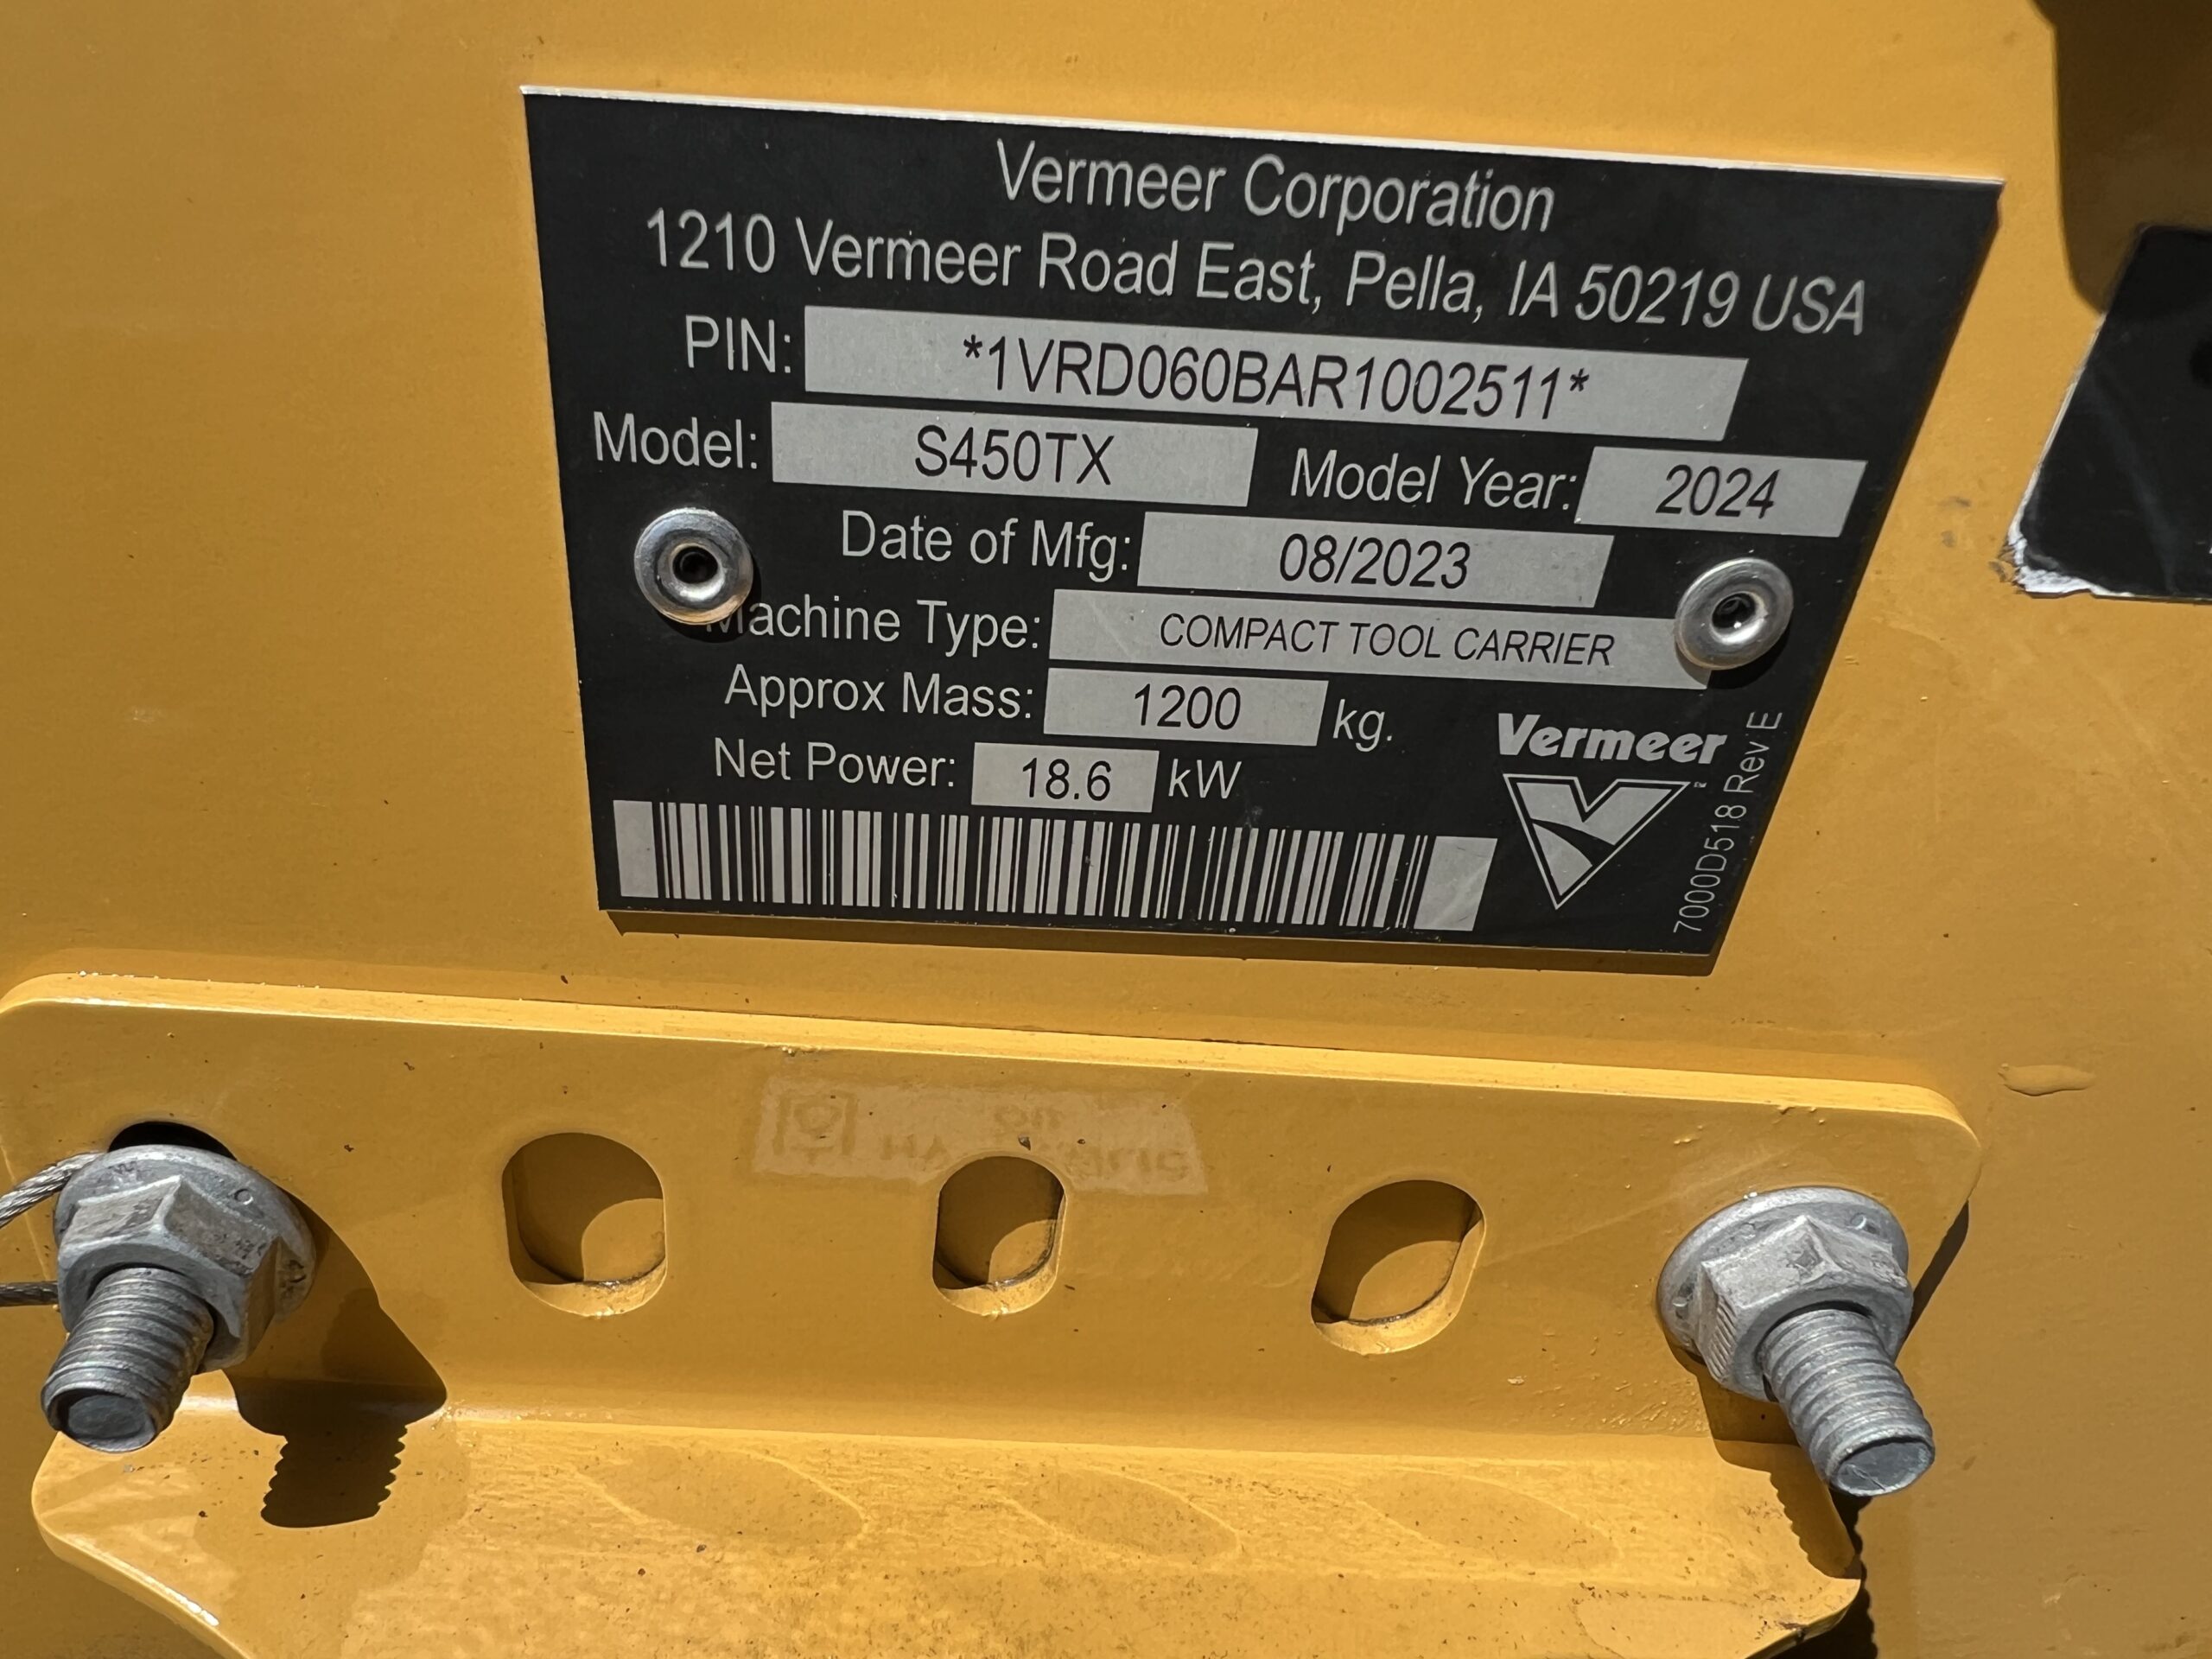 Vermeer Corporation
1210 Vermeer Road East, Pella, IA 50219 USA
PIN: *1VRD060BAR1002511*
Model: S450TX Model Year: 2024
Date of Mfg: 08/2023
Machine Type: COMPACT TOOL CARRIER
Approx Mass: 1200 kg.
Net Power: 18.6 kW
Vermeer
7000D518 Rev E